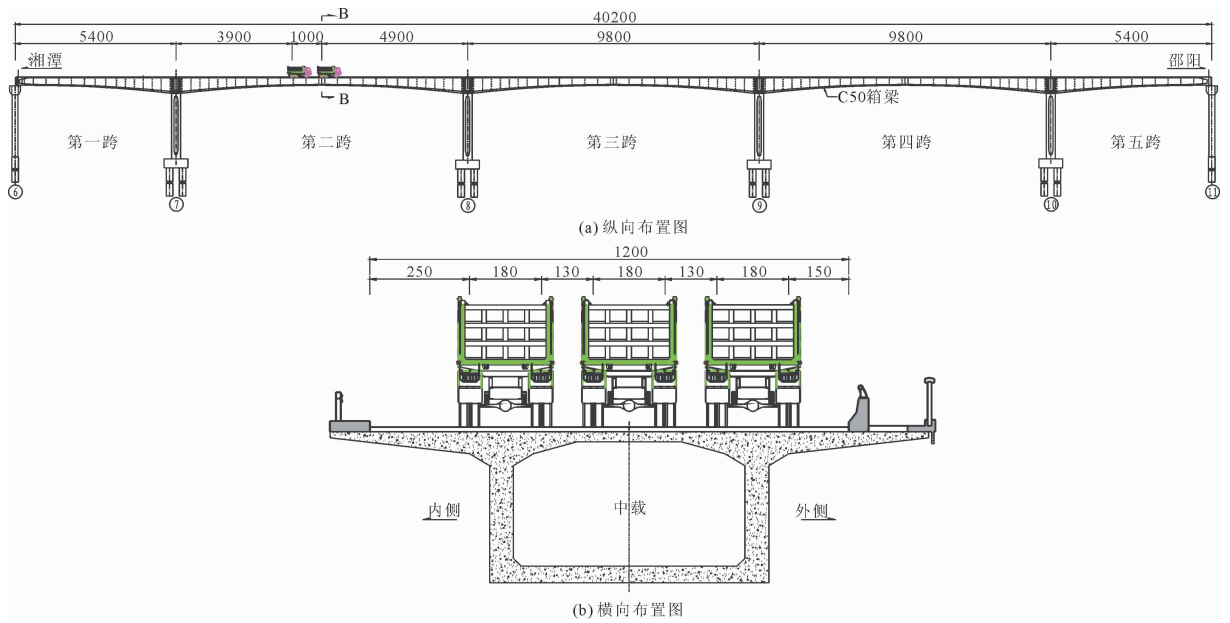 B
40200
5400 3900 1000 4900 9800 9800 5400
湘潭 邵阳
B C50箱梁
第一跨 第二跨 第三跨 第四跨 第五跨
⑥ ⑦ ⑧ ⑨ ⑩ ⑪
(a) 纵向布置图
1200
250 180 130 180 130 180 150
内侧 中载 外侧
(b) 横向布置图